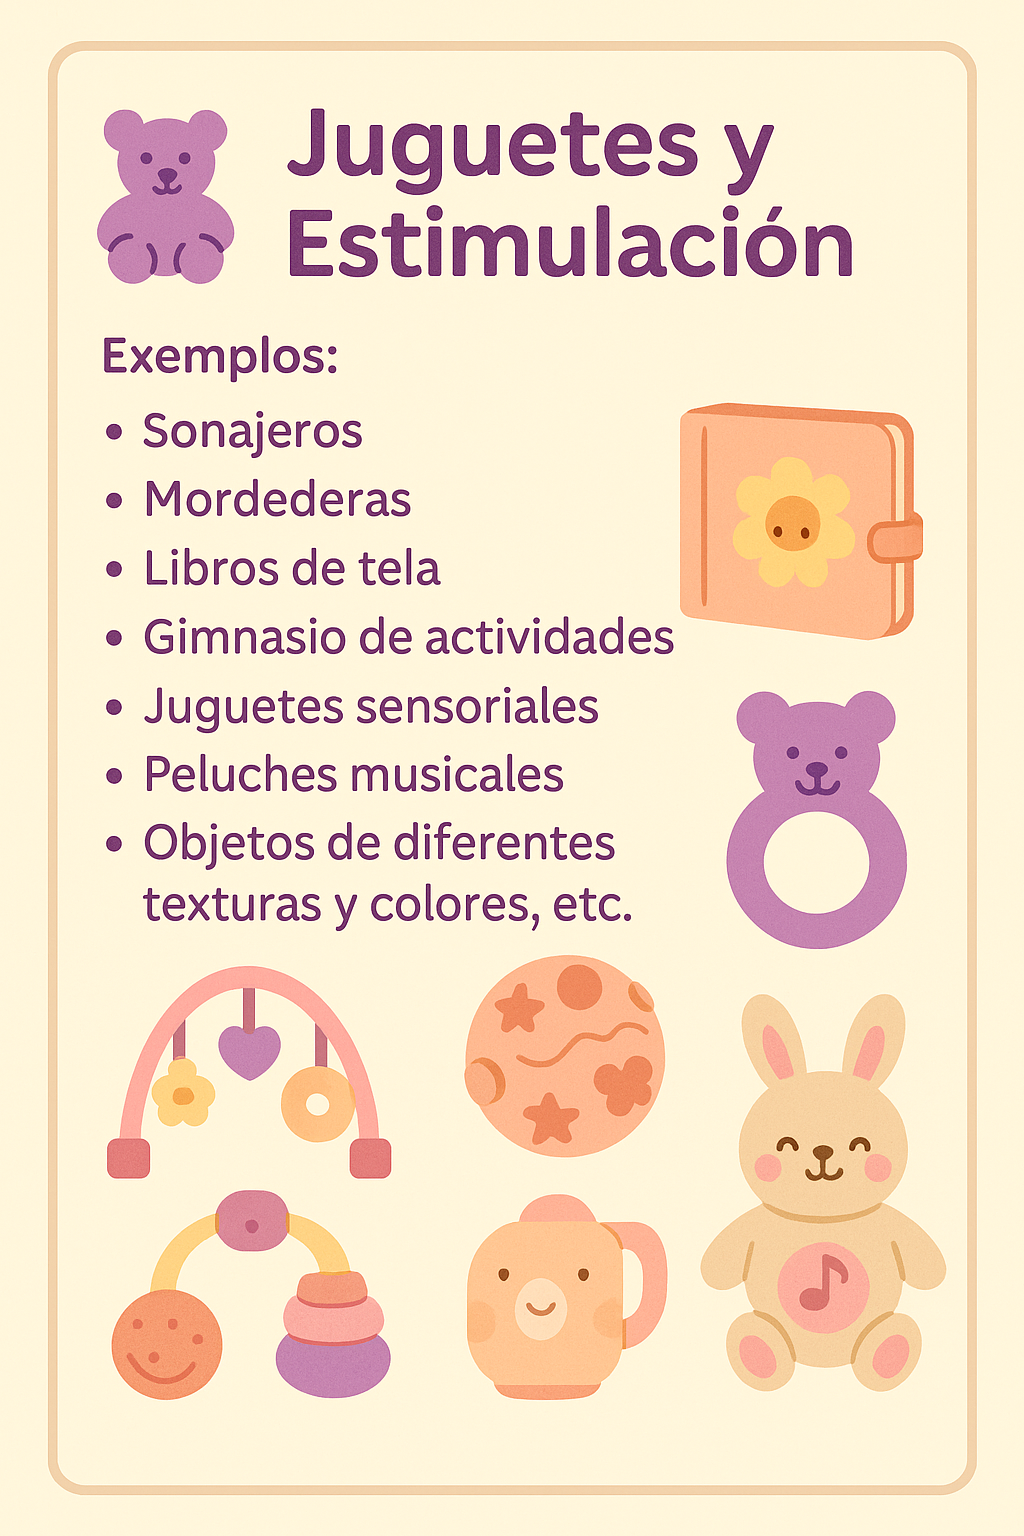 Juguetes y
Estimulación
Exemplos:
• Sonajeros
• Mordederas
• Libros de tela
• Gimnasio de actividades
• Juguetes sensoriales
• Peluches musicales
• Objetos de diferentes
texturas y colores, etc.